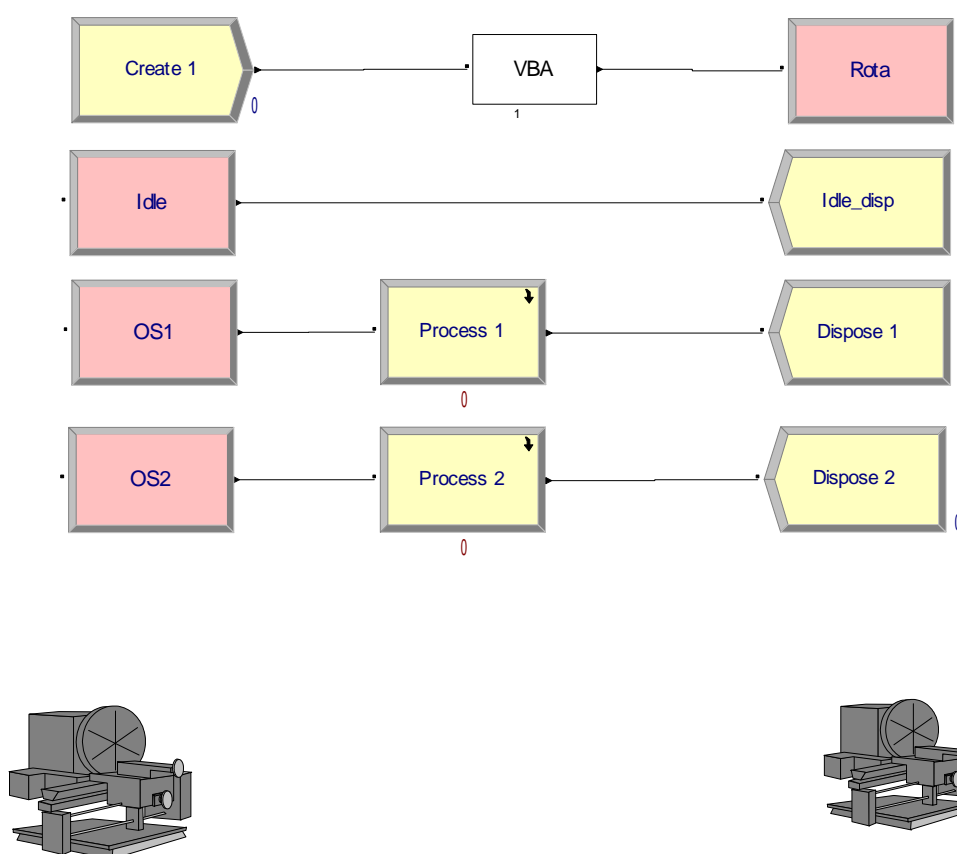 Create 1
VBA
Rota
0
1
Idle
Idle_disp
OS1
Process 1
Dispose 1
0
OS2
Process 2
Dispose 2
0
0